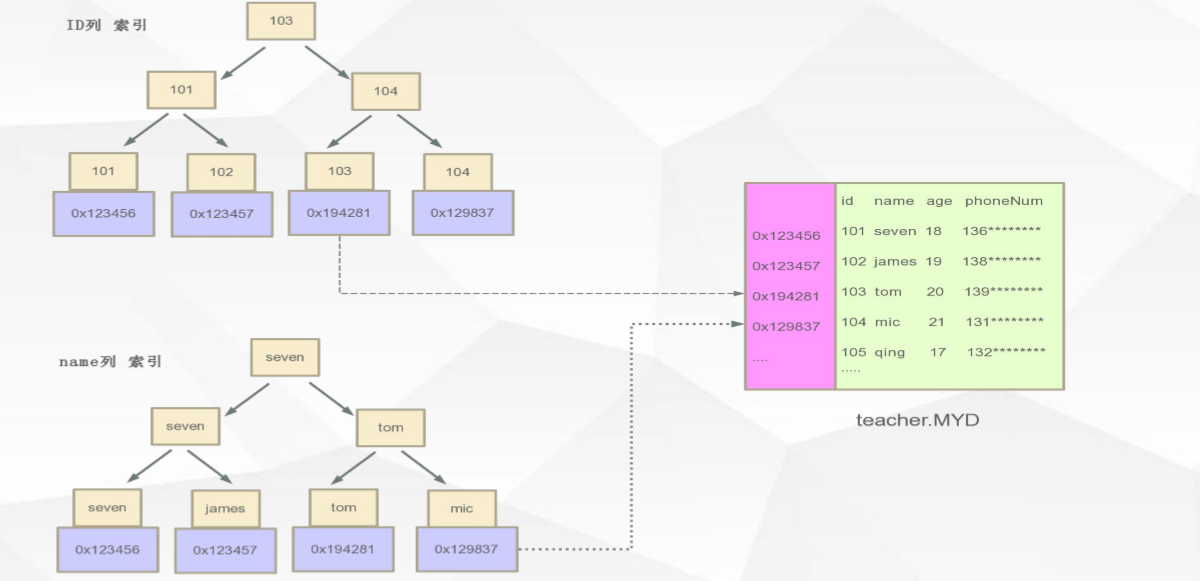 ID列 索引
103
101
104
101
102
103
104
0x123456
0x123457
0x194281
0x129837
name列 索引
seven
seven
tom
seven
james
tom
mic
0x123456
0x123457
0x194281
0x129837
id name age phoneNum
0x123456 101 seven 18 136********
0x123457 102 james 19 138********
0x194281 103 tom 20 139********
0x129837 104 mic 21 131********
.... 105 qing 17 132********
.....
teacher.MYD